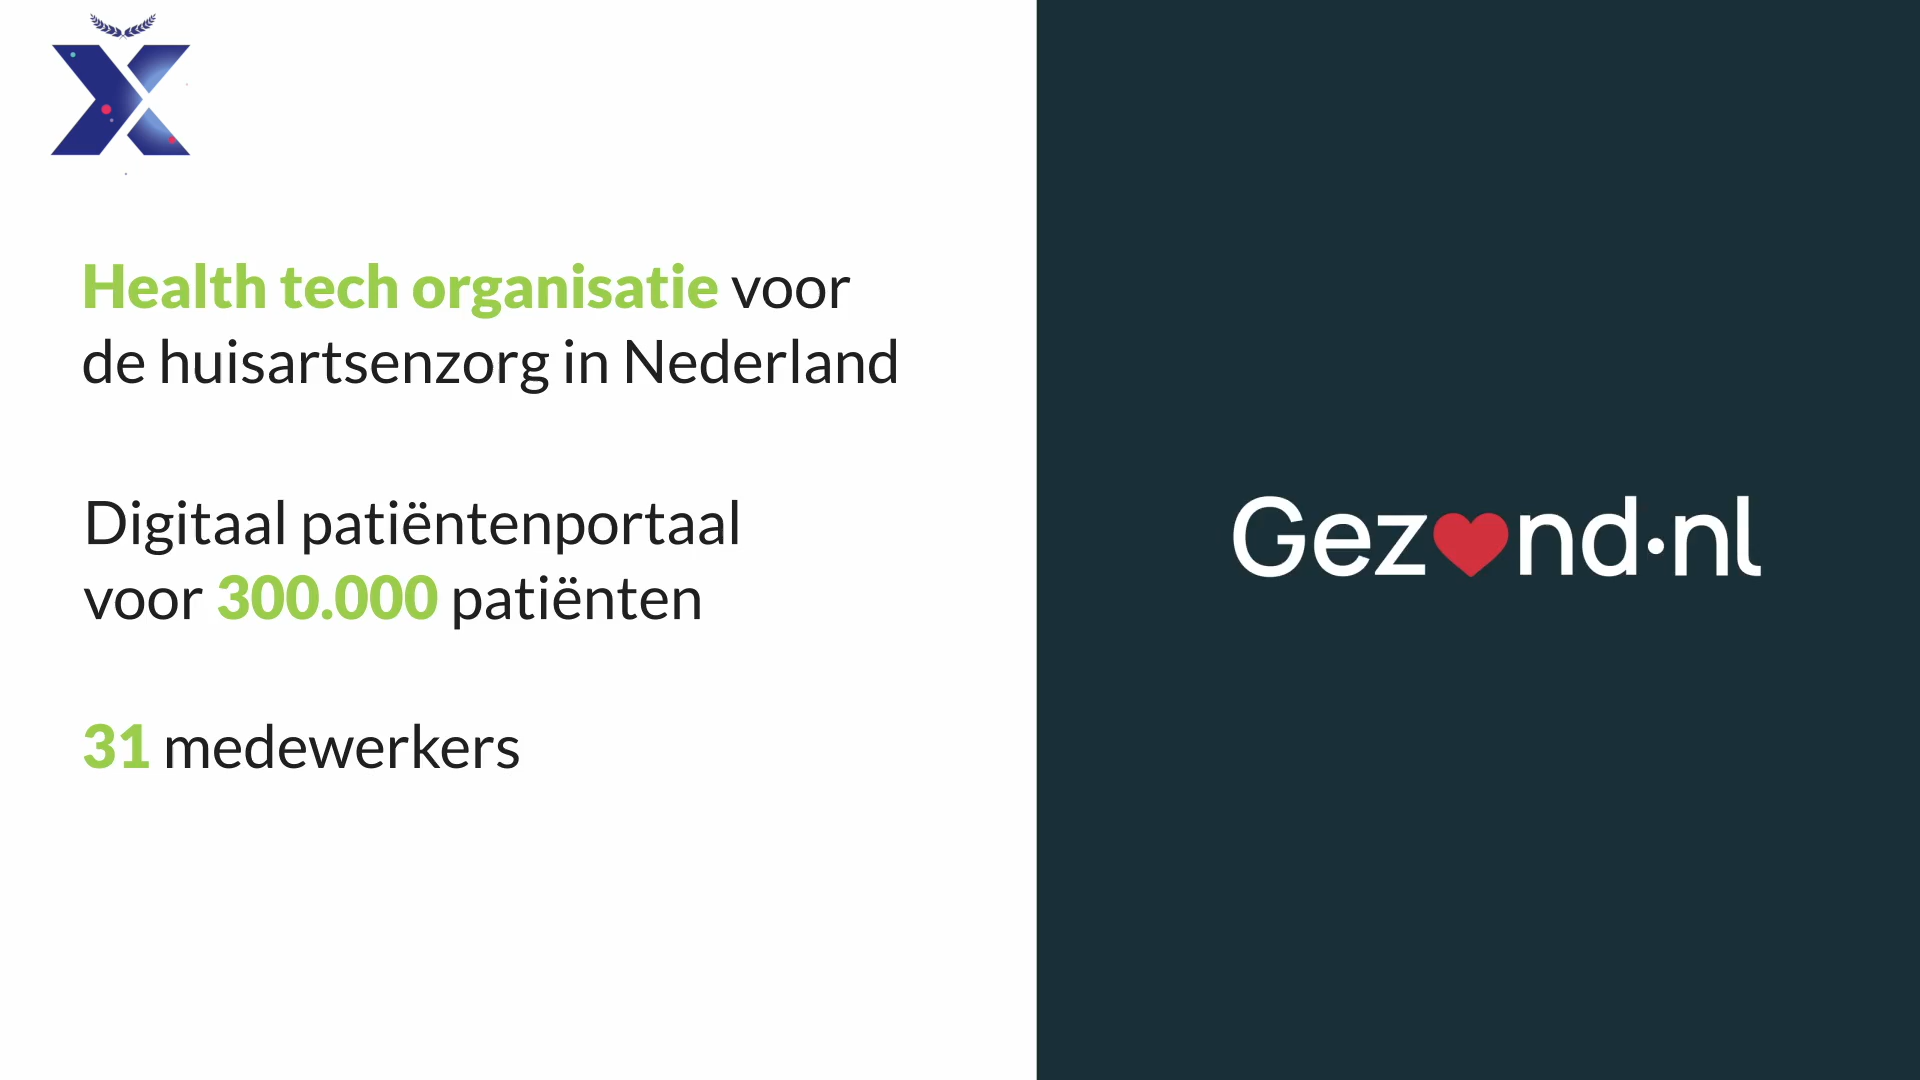 Health tech organisatie voor
de huisartsenzorg in Nederland
Digitaal patiëntenportaal
voor 300.000 patiënten
31 medewerkers
Gez♥nd·nl